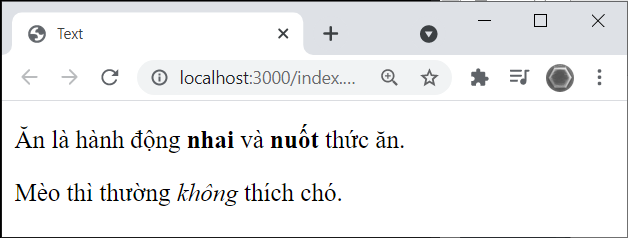 Text
localhost:3000/index....
Ăn là hành động nhai và nuốt thức ăn.
Mèo thì thường không thích chó.